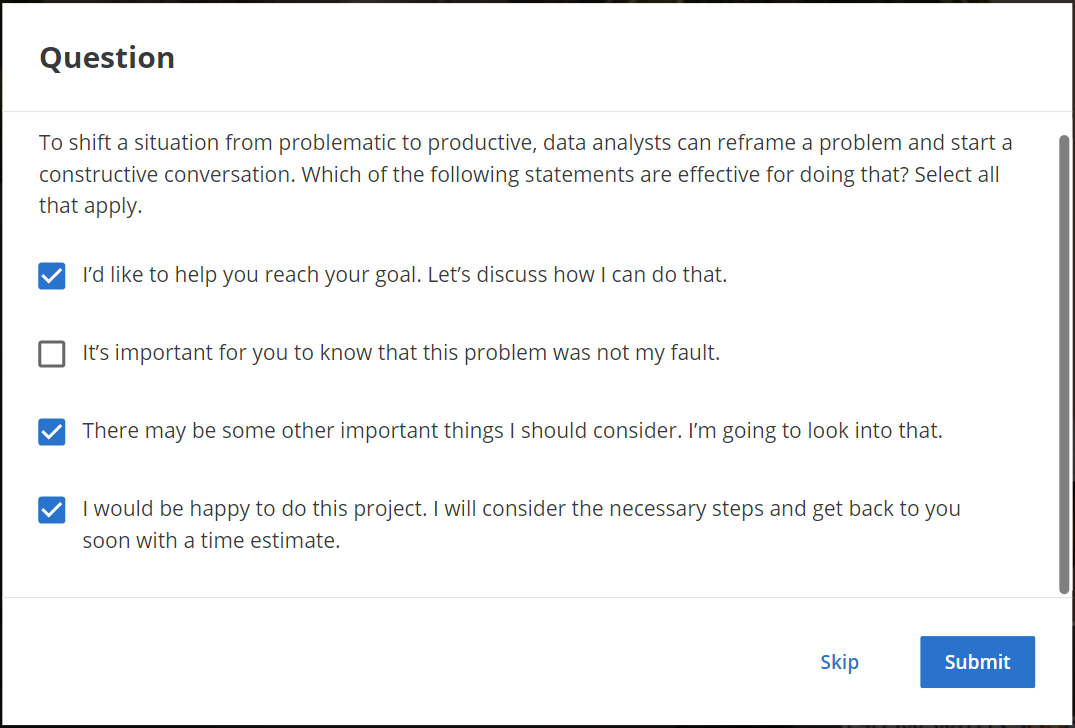 Question
To shift a situation from problematic to productive, data analysts can reframe a problem and start a
constructive conversation. Which of the following statements are effective for doing that? Select all
that apply.
I’d like to help you reach your goal. Let’s discuss how I can do that.
It’s important for you to know that this problem was not my fault.
There may be some other important things I should consider. I’m going to look into that.
I would be happy to do this project. I will consider the necessary steps and get back to you
soon with a time estimate.
Skip
Submit